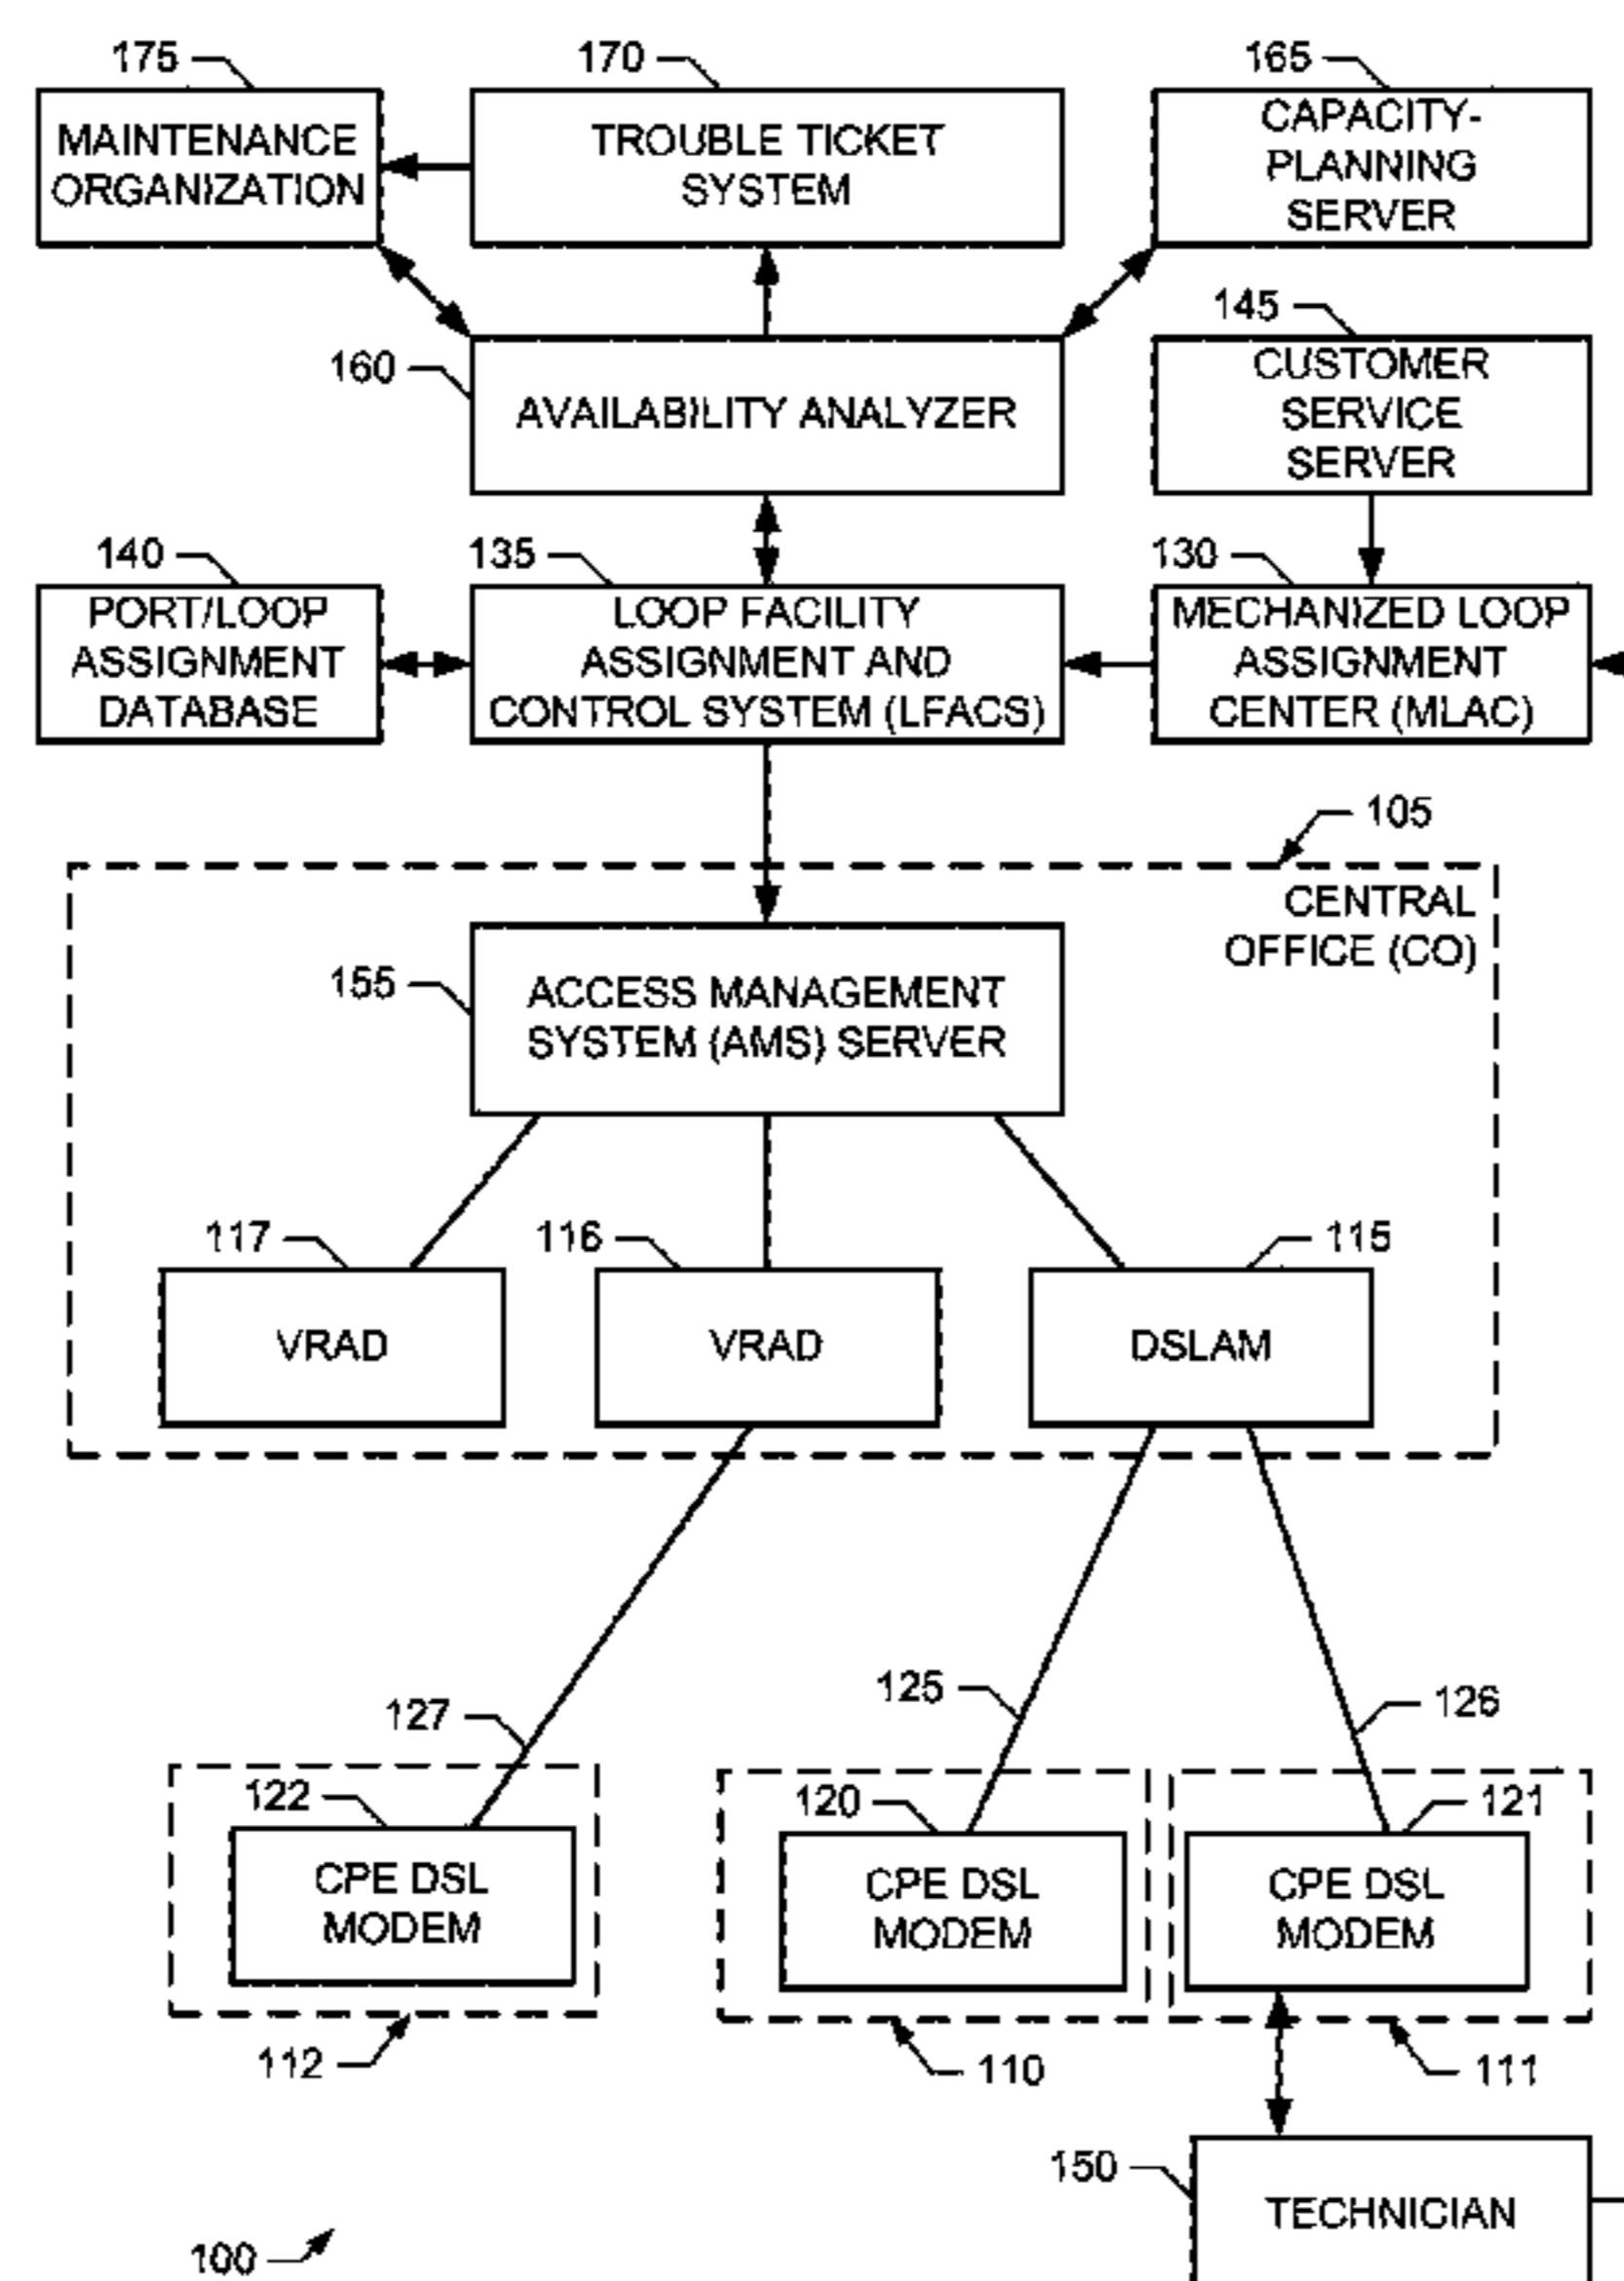 175
170
165
MAINTENANCE
ORGANIZATION
TROUBLE TICKET
SYSTEM
CAPACITY-
PLANNING
SERVER
160
AVAILABILITY ANALYZER
145
CUSTOMER
SERVICE
SERVER
140
135
130
PORT/LOOP
ASSIGNMENT
DATABASE
LOOP FACILITY
ASSIGNMENT AND
CONTROL SYSTEM (LFACS)
MECHANIZED LOOP
ASSIGNMENT
CENTER (MLAC)
105
CENTRAL
OFFICE (CO)
155
ACCESS MANAGEMENT
SYSTEM (AMS) SERVER
117
116
115
VRAD
VRAD
DSLAM
127
125
126
122
120
121
CPE DSL
MODEM
CPE DSL
MODEM
CPE DSL
MODEM
112
110
111
150
TECHNICIAN
100